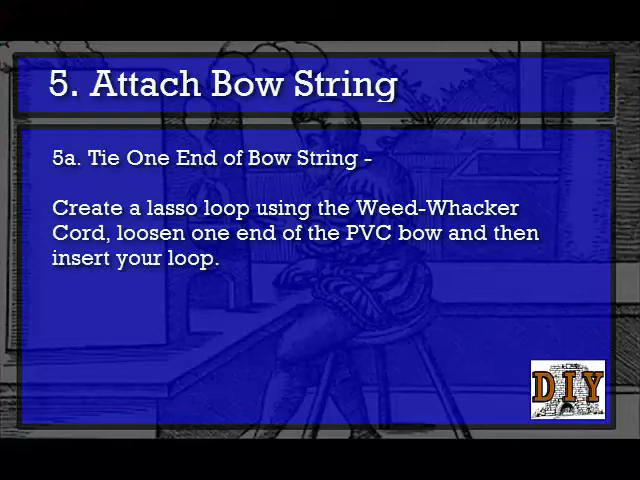 5. Attach Bow String
5a. Tie One End of Bow String -
Create a lasso loop using the Weed-Whacker
Cord, loosen one end of the PVC bow and then
insert your loop.
DIY